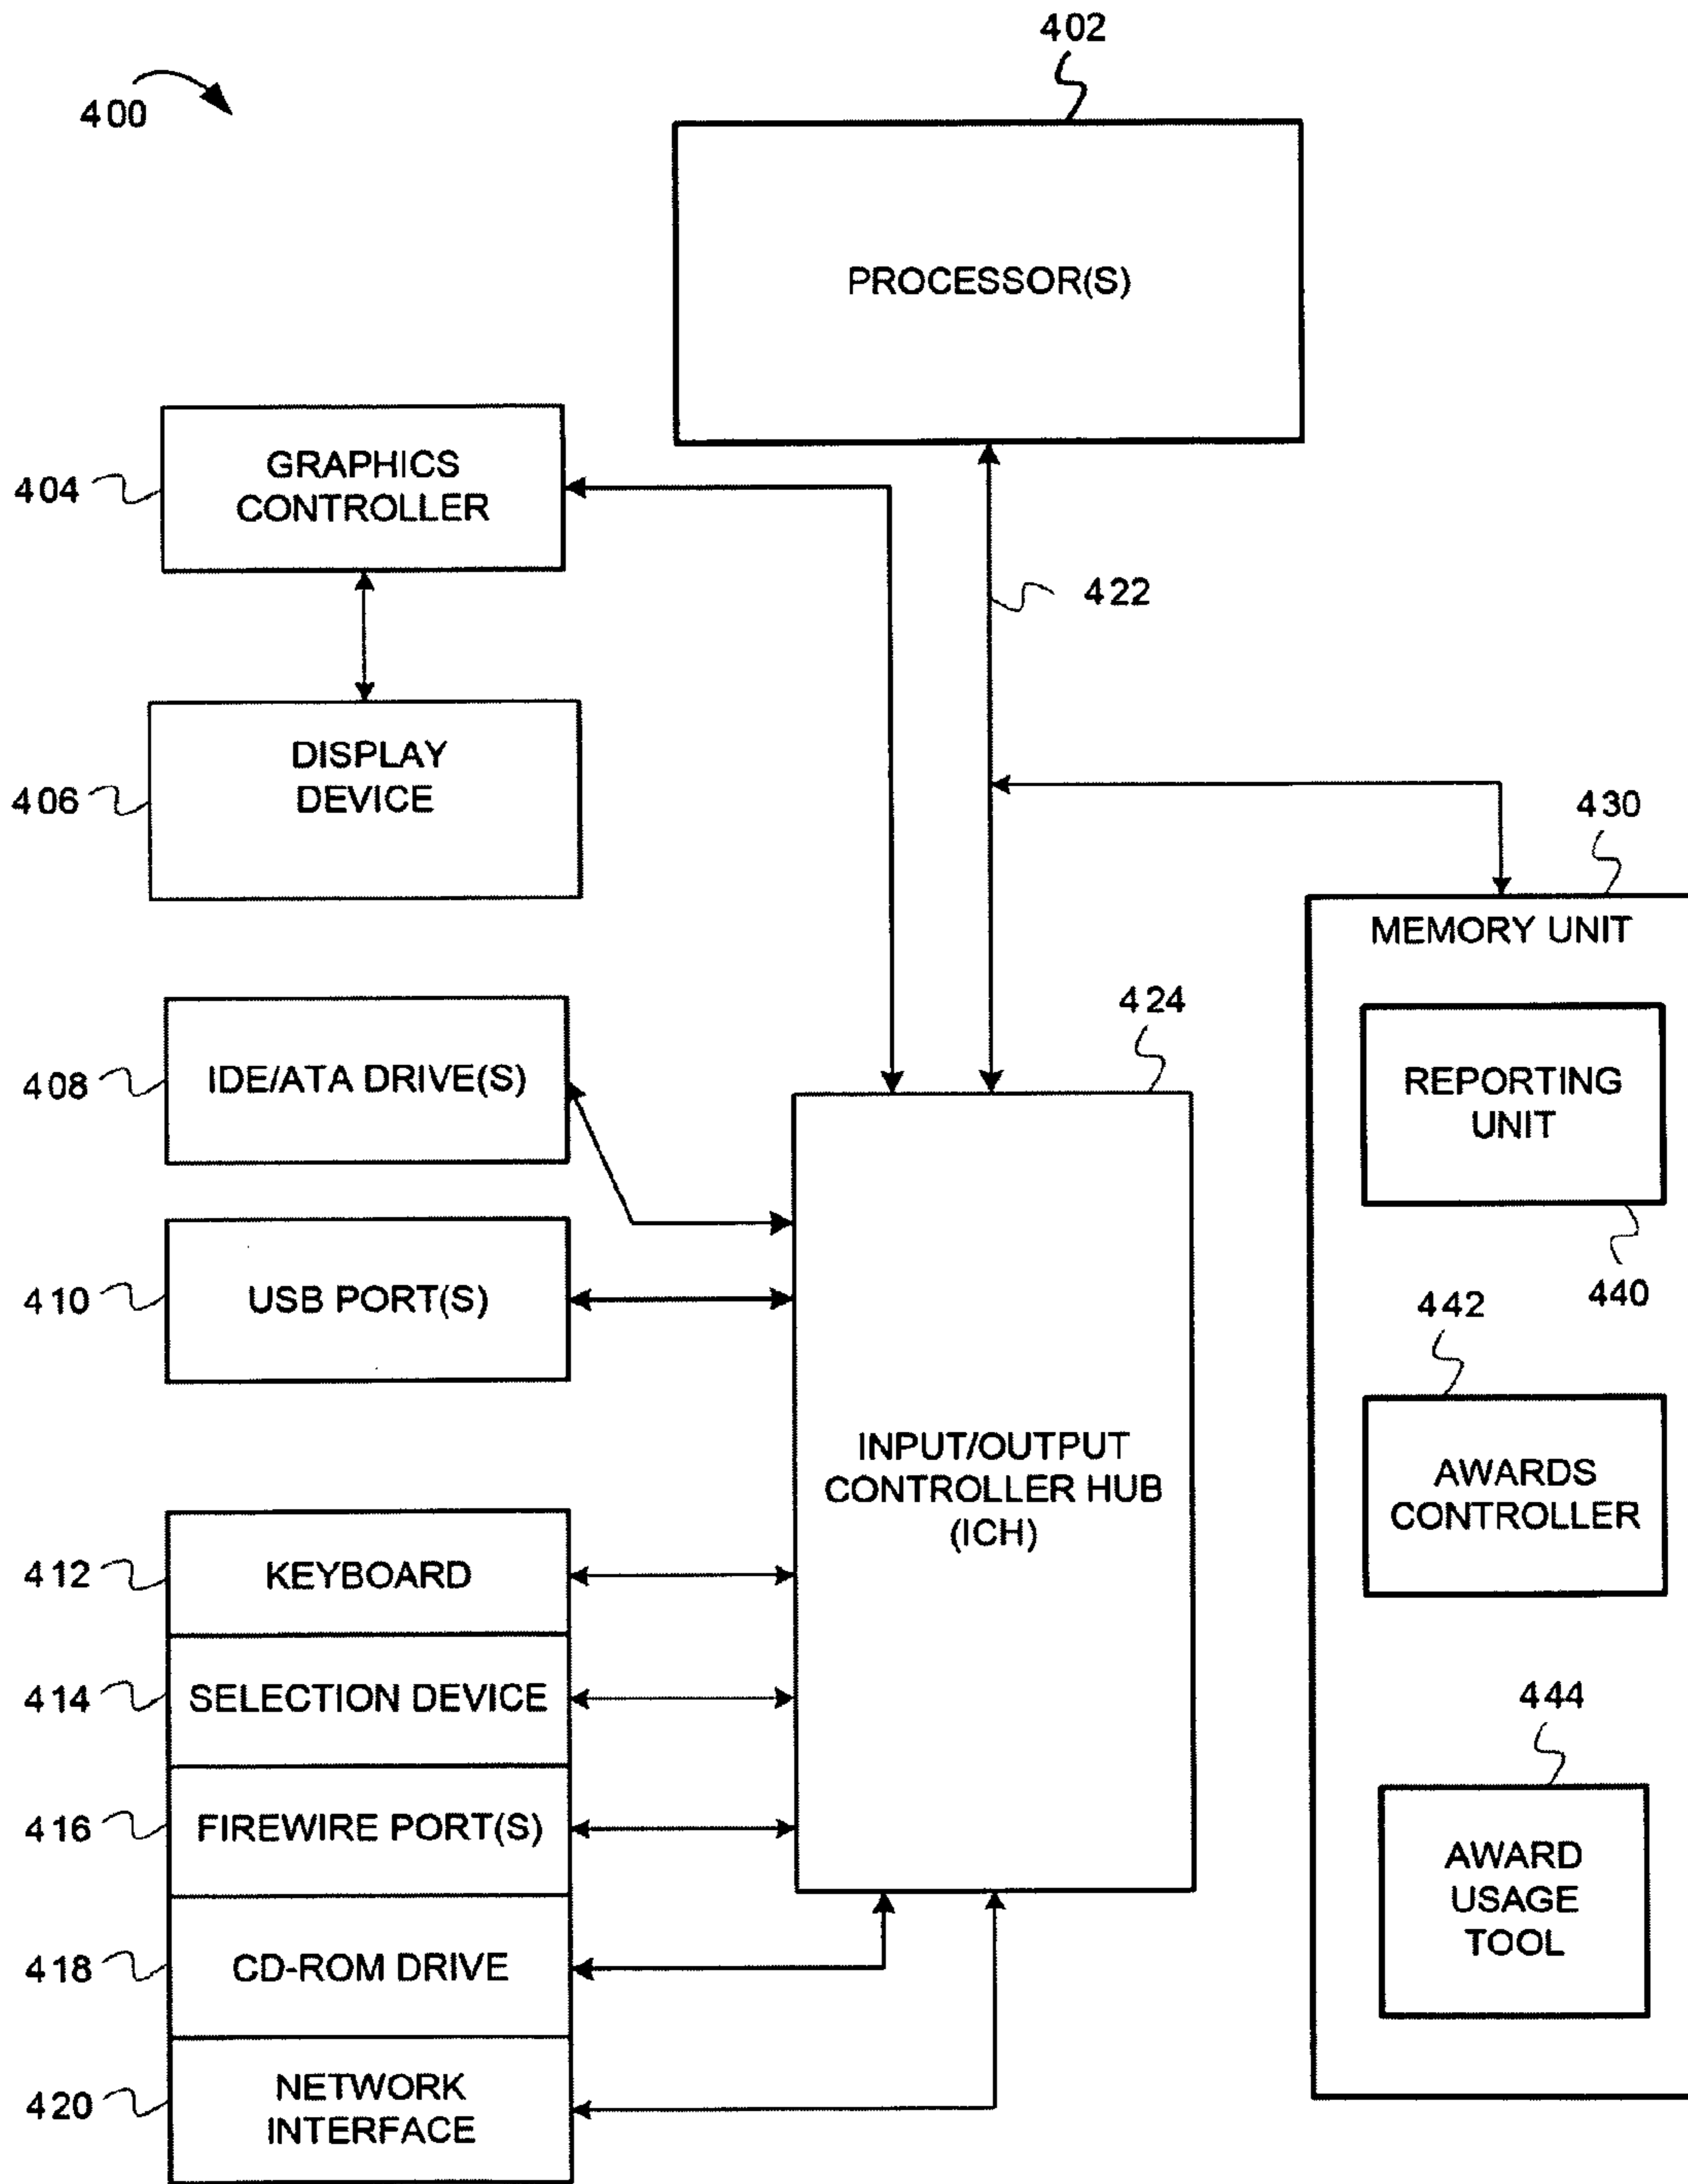 402
400
PROCESSOR(S)
GRAPHICS
CONTROLLER
404
422
DISPLAY
DEVICE
406
430
MEMORY UNIT
424
IDE/ATA DRIVE(S)
408
REPORTING
UNIT
USB PORT(S)
410
440
442
INPUT/OUTPUT
CONTROLLER HUB
(ICH)
AWARDS
CONTROLLER
412
KEYBOARD
414
SELECTION DEVICE
444
416
FIREWIRE PORT(S)
AWARD
USAGE
TOOL
418
CD-ROM DRIVE
420
NETWORK
INTERFACE